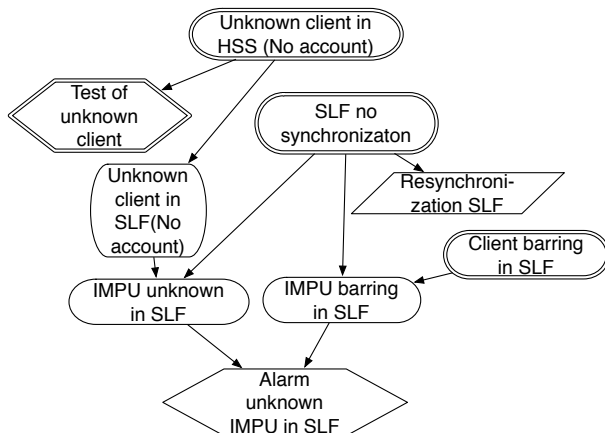 Unknown client in
HSS (No account)
Test of
unknown
client
SLF no
synchronizaton
Unknown
client in
SLF(No
account)
Resynchroni-
zation SLF
Client barring
in SLF
IMPU unknown
in SLF
IMPU barring
in SLF
Alarm
unknown
IMPU in SLF